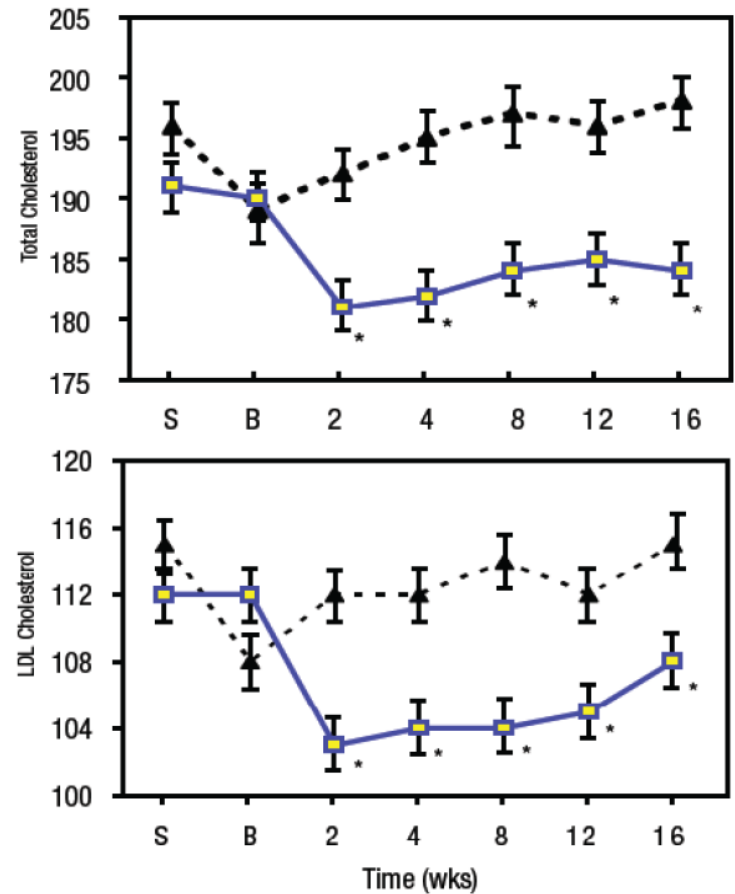 205
200
195
190
185
180
175
Total Cholesterol
* * * * *
S B 2 4 8 12 16
120
116
112
108
104
100
LDL Cholesterol
* * * * *
S B 2 4 8 12 16
Time (wks)